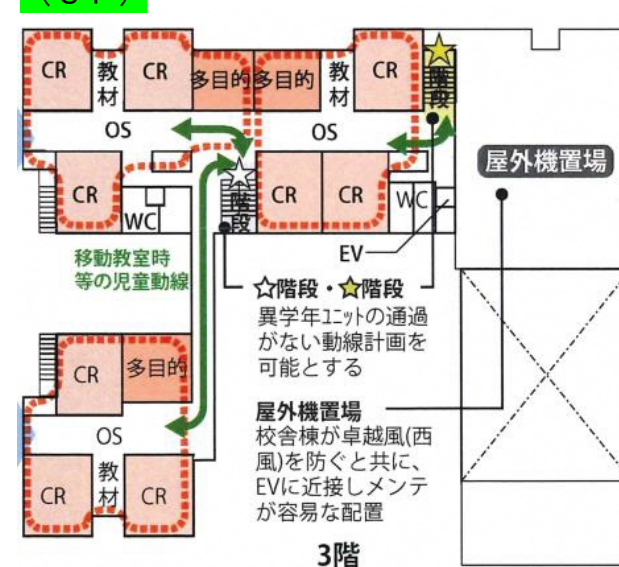 CR
教材
CR
多目的
多目的
教材
CR
階段
OS
OS
屋外機置場
CR
WC
階段
CR
CR
WC
EV
移動教室時
等の児童動線
☆階段・★階段
異学年ユニットの通過
がない動線計画を
可能とする
CR
多目的
OS
屋外機置場
校舎棟が卓越風(西
風)を防ぐと共に、
EVに近接しメンテ
が容易な配置
CR
教材
CR
3階